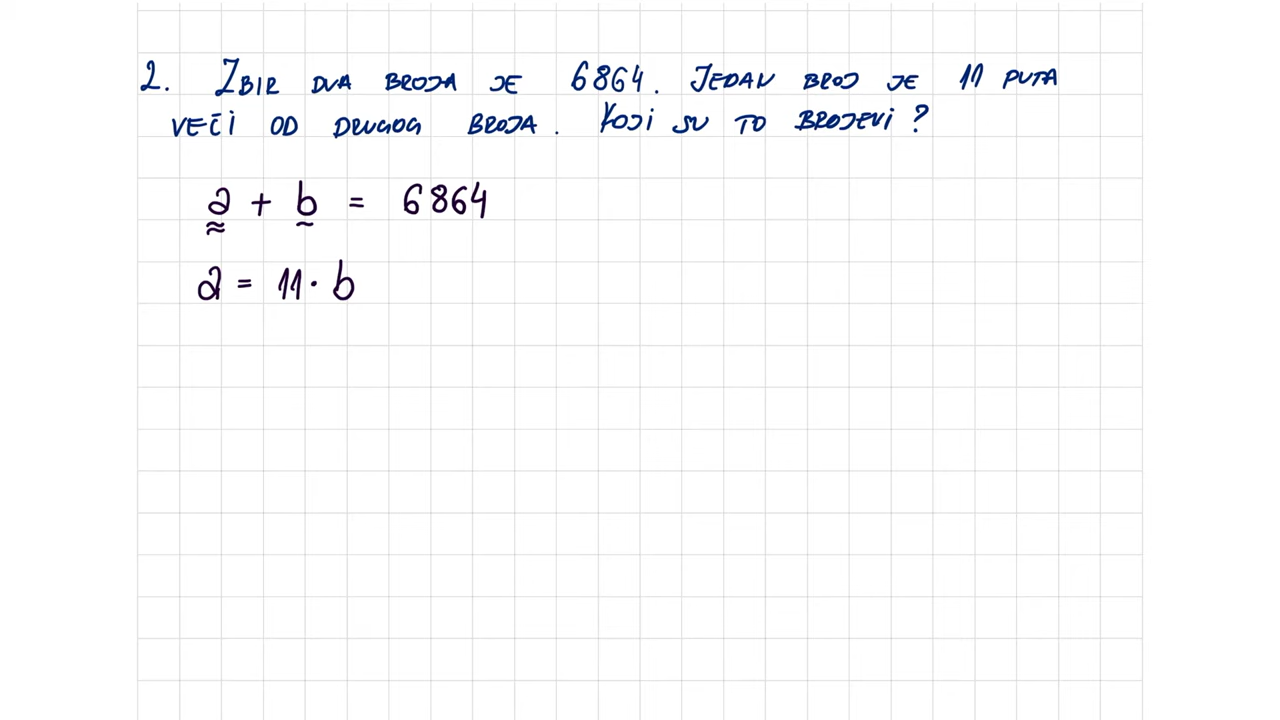 2. ZBIR DVA BROJA JE 6864. JEDAN BROJ JE 11 PUTA
VEĆI OD DRUGOG BROJA. KOJI SU TO BROJEVI?
a + b = 6864
a = 11 · b